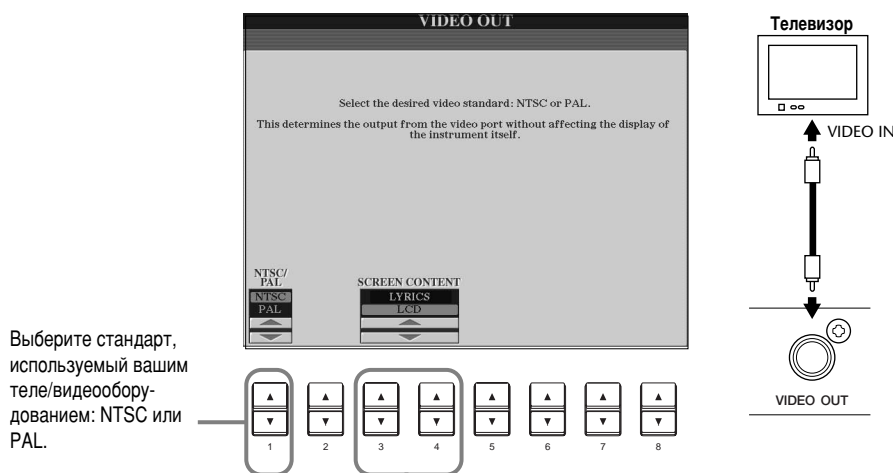 VIDEO OUT
Select the desired video standard: NTSC or PAL.
This determines the output from the video port without affecting the display of
the instrument itself.
NTSC/
PAL
NTSC
PAL
SCREEN CONTENT
LYRICS
LCD
Выберите стандарт,
используемый вашим
теле/видеообору-
дованием: NTSC или
PAL.
1 2 3 4 5 6 7 8
Телевизор
VIDEO IN
VIDEO OUT